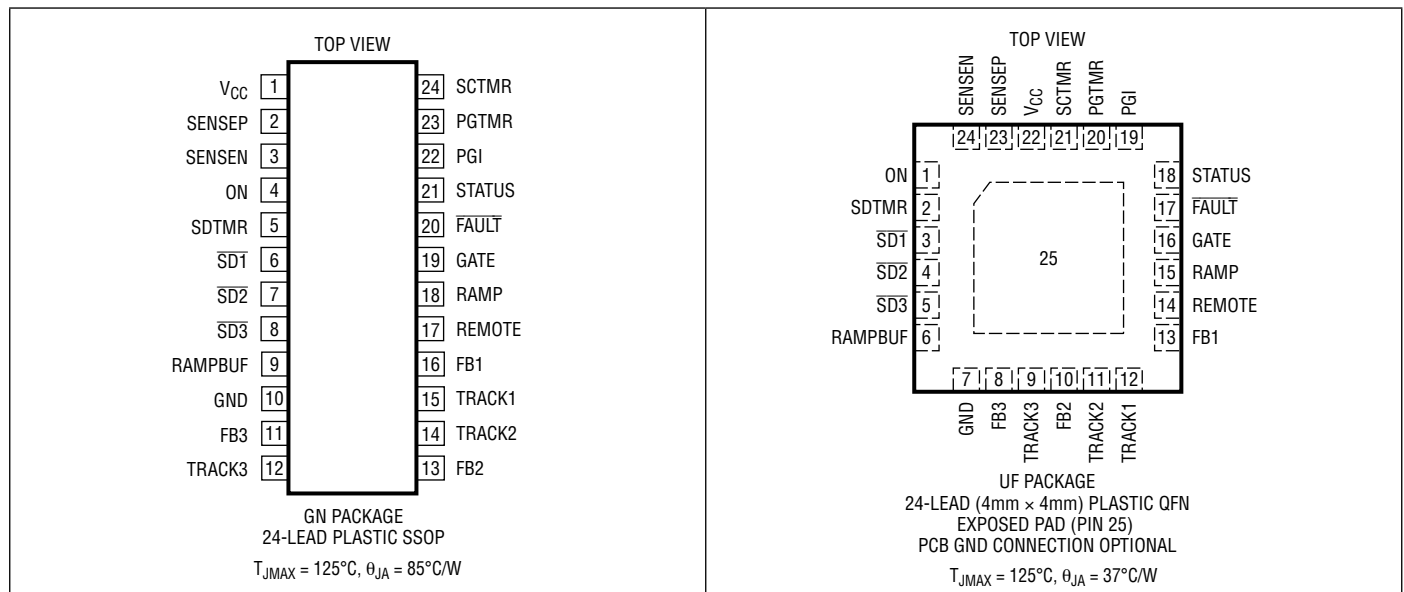 TOP VIEW
VCC 1
SENSEP 2
SENSEN 3
ON 4
SDTMR 5
SD1 6
SD2 7
SD3 8
RAMPBUF 9
GND 10
FB3 11
TRACK3 12
24 SCTMR
23 PGTMR
22 PGI
21 STATUS
20 FAULT
19 GATE
18 RAMP
17 REMOTE
16 FB1
15 TRACK1
14 TRACK2
13 FB2
GN PACKAGE
24-LEAD PLASTIC SSOP
TJMAX = 125°C, θJA = 85°C/W
TOP VIEW
SENSEN
SENSEP
VCC
SCTMR
PGTMR
PGI
24 23 22 21 20 19
ON 1
SDTMR 2
SD1 3
SD2 4
SD3 5
RAMPBUF 6
25
18 STATUS
17 FAULT
16 GATE
15 RAMP
14 REMOTE
13 FB1
7 8 9 10 11 12
GND
FB3
TRACK3
FB2
TRACK2
TRACK1
UF PACKAGE
24-LEAD (4mm × 4mm) PLASTIC QFN
EXPOSED PAD (PIN 25)
PCB GND CONNECTION OPTIONAL
TJMAX = 125°C, θJA = 37°C/W